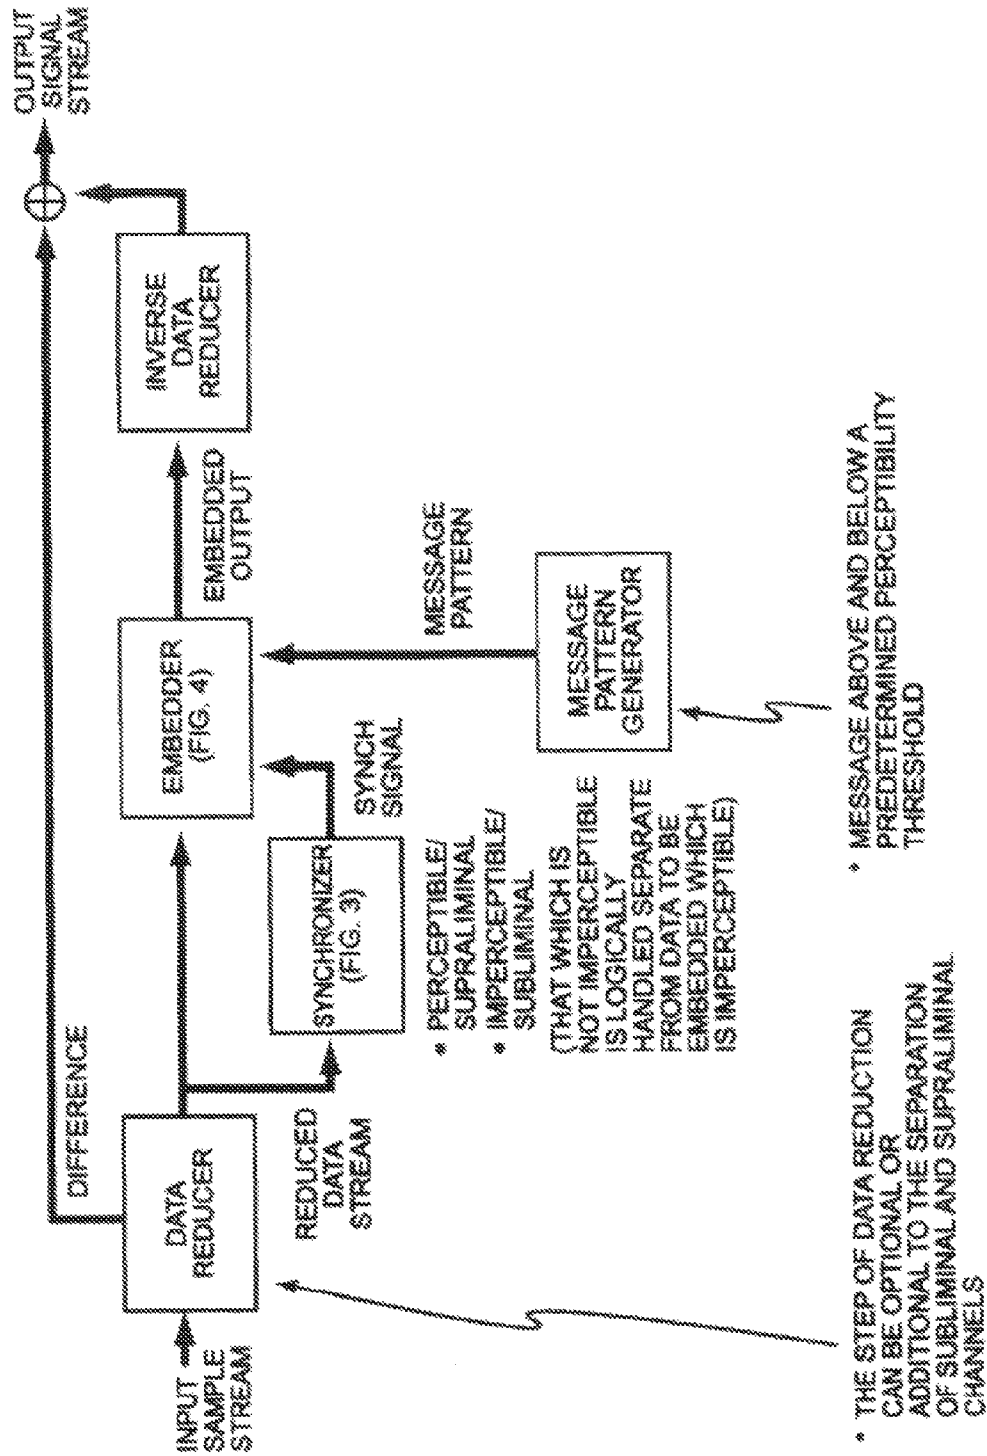 INPUT
SAMPLE
STREAM
DATA
REDUCER
DIFFERENCE
REDUCED
DATA
STREAM
SYNCHRONIZER
(FIG. 3)
SYNCH
SIGNAL
EMBEDDER
(FIG. 4)
EMBEDDED
OUTPUT
INVERSE
DATA
REDUCER
OUTPUT
SIGNAL
STREAM
MESSAGE
PATTERN
MESSAGE
PATTERN
GENERATOR
• PERCEPTIBLE/
SUPRALIMINAL
• IMPERCEPTIBLE/
SUBLIMINAL
(THAT WHICH IS
NOT IMPERCEPTIBLE
IS LOGICALLY
HANDLED SEPARATE
FROM DATA TO BE
EMBEDDED WHICH
IS IMPERCEPTIBLE)
• THE STEP OF DATA REDUCTION
CAN BE OPTIONAL OR
ADDITIONAL TO THE SEPARATION
OF SUBLIMINAL AND SUPRALIMINAL
CHANNELS
• MESSAGE ABOVE AND BELOW A
PREDETERMINED PERCEPTIBILITY
THRESHOLD